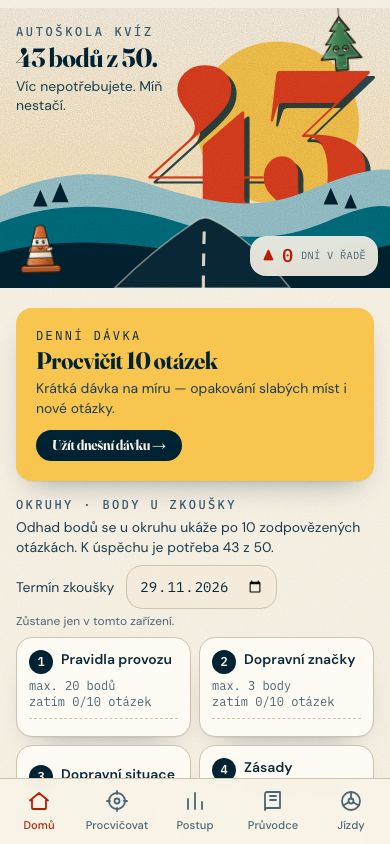 AUTOŠKOLA KVÍZ
43 bodů z 50.
Víc nepotřebujete. Míň
nestačí.
43
▲ 0 DNÍ V ŘADĚ
DENNÍ DÁVKA
Procvičit 10 otázek
Krátká dávka na míru — opakování slabých míst i
nové otázky.
Užít dnešní dávku →
OKRUHY · BODY U ZKOUŠKY
Odhad bodů se u okruhu ukáže po 10 zodpovězených
otázkách. K úspěchu je potřeba 43 z 50.
Termín zkoušky 29.11.2026
Zůstane jen v tomto zařízení.
1 Pravidla provozu
max. 20 bodů
zatím 0/10 otázek
2 Dopravní značky
max. 3 body
zatím 0/10 otázek
3 Dopravní situace
4 Zásady
Domů
Procvičovat
Postup
Průvodce
Jízdy